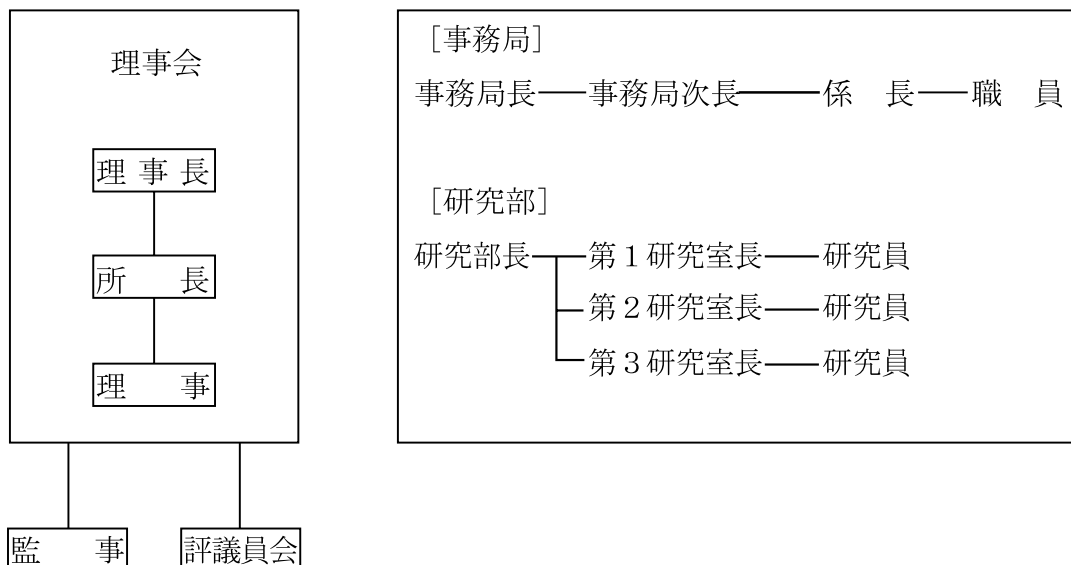 理事会
理事長
所　長
理　事
監　事
評議員会
［事務局］
事務局長 事務局次長 係　長 職　員
［研究部］
研究部長 第１研究室長 研究員
第２研究室長 研究員
第３研究室長 研究員